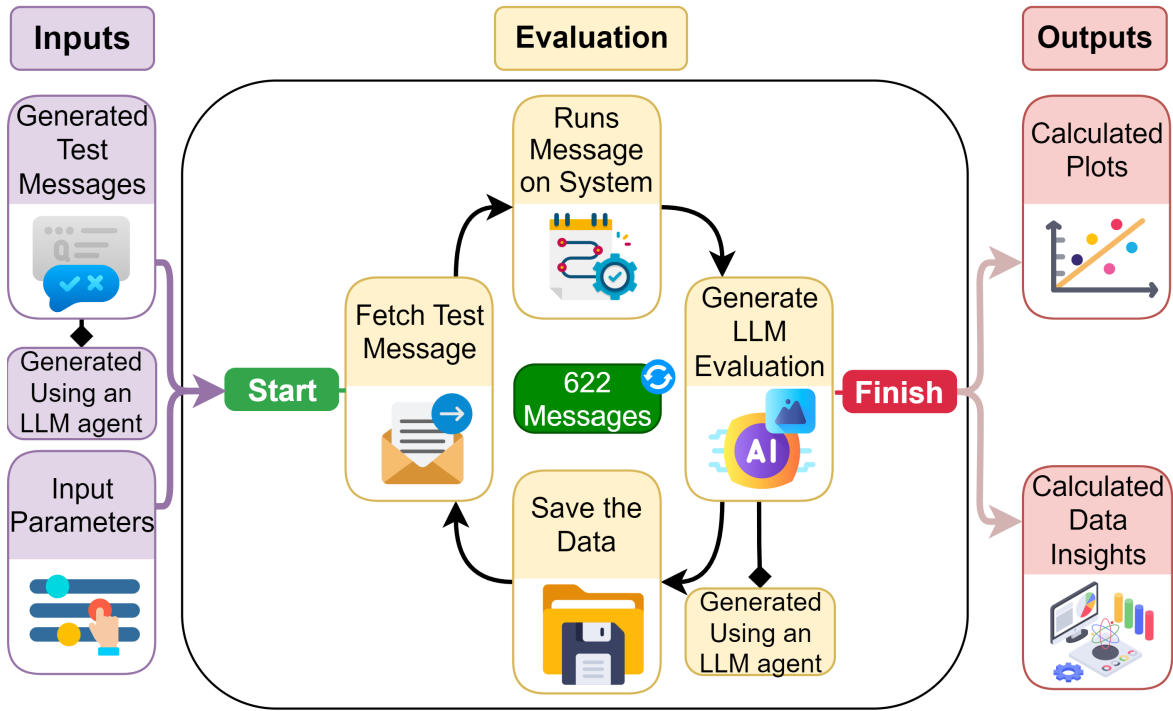 Inputs
Evaluation
Outputs
Generated
Test
Messages
Generated
Using an
LLM agent
Input
Parameters
Start
Fetch Test
Message
Runs
Message
on System
622
Messages
Generate
LLM
Evaluation
AI
Finish
Save the
Data
Generated
Using an
LLM agent
Calculated
Plots
Calculated
Data
Insights